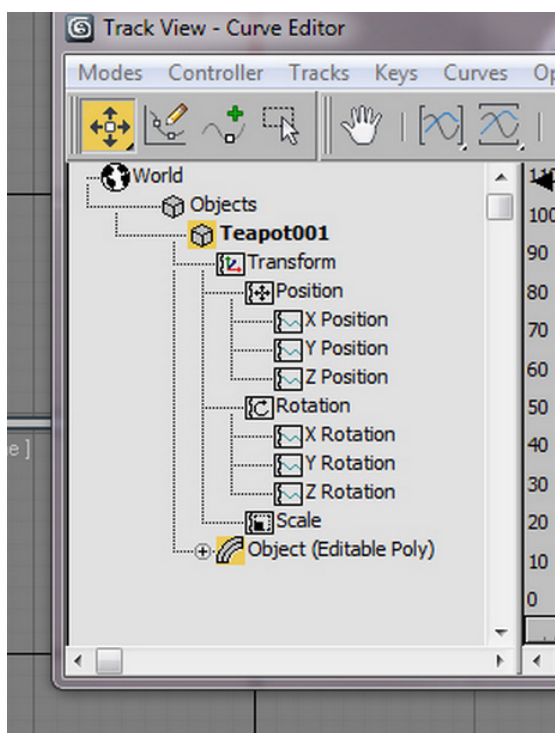 Track View - Curve Editor
Modes Controller Tracks Keys Curves
World
Objects
Teapot001
Transform
Position
X Position
Y Position
Z Position
Rotation
X Rotation
Y Rotation
Z Rotation
Scale
Object (Editable Poly)
100
90
80
70
60
50
40
30
20
10
0
e ]